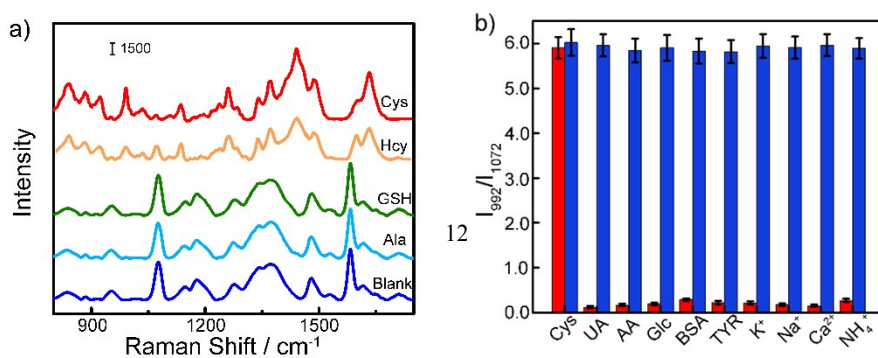 a)
1500
Cys
Hcy
GSH
Ala
Blank
Intensity
900
1200
1500
Raman Shift / cm⁻¹
12
b)
I₉₉₂/I₁₀₇₂
6.0
5.0
4.0
3.0
2.0
1.0
0.0
Cys
UA
AA
Glc
BSA
TYR
K⁺
Na⁺
Ca²⁺
NH₄⁺